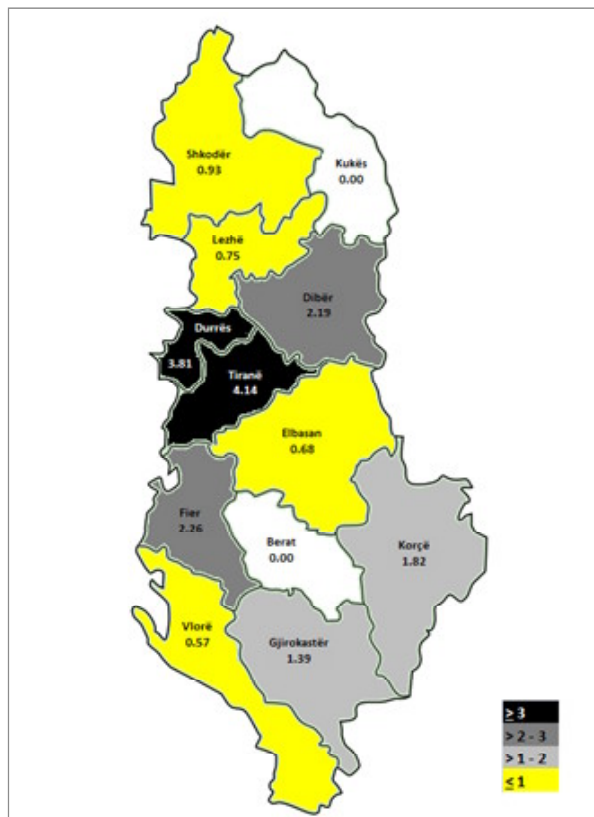 Shkodër
0.93
Kukës
0.00
Lezhë
0.75
Dibër
2.19
Durrës
3.81
Tiranë
4.14
Elbasan
0.68
Fier
2.26
Berat
0.00
Korçë
1.82
Vlorë
0.57
Gjirokastër
1.39
≥ 3
> 2 - 3
> 1 - 2
≤ 1